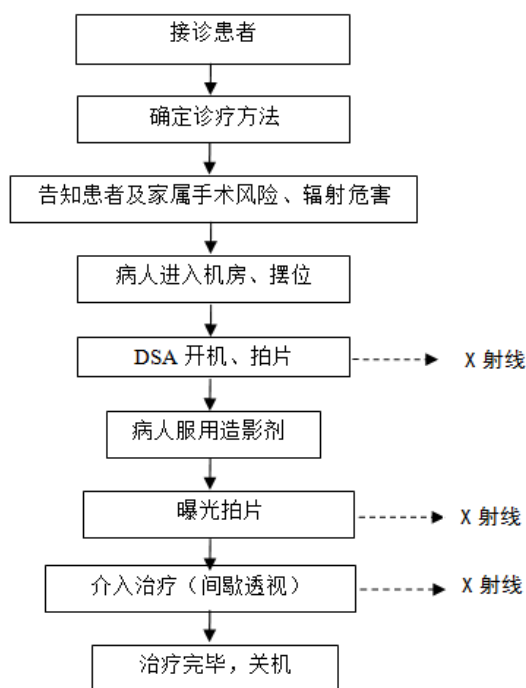 接诊患者
确定诊疗方法
告知患者及家属手术风险、辐射危害
病人进入机房、摆位
DSA 开机、拍片
X 射线
病人服用造影剂
曝光拍片
X 射线
介入治疗（间歇透视）
X 射线
治疗完毕，关机